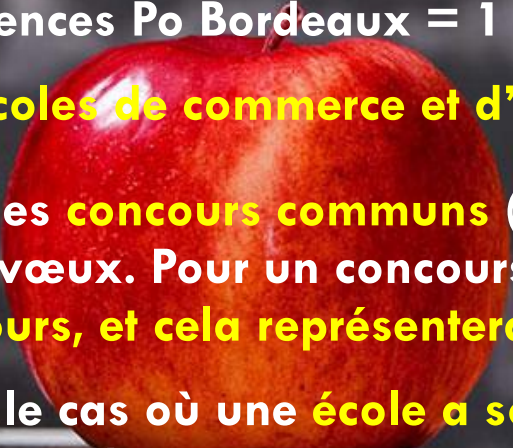 ences Po Bordeaux = 1
coles de commerce et d'
es concours communs (
vœux. Pour un concours
urs, et cela représentera
le cas où une école a s